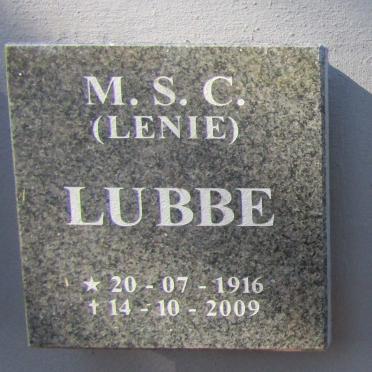 M. S. C.
(LENIE)
LUBBE
★ 20 - 07 - 1916
✝ 14 - 10 - 2009